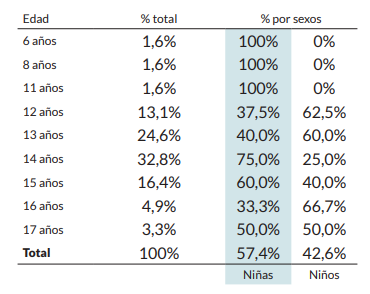 Edad % total % por sexos
6 años 1,6% 100% 0%
8 años 1,6% 100% 0%
11 años 1,6% 100% 0%
12 años 13,1% 37,5% 62,5%
13 años 24,6% 40,0% 60,0%
14 años 32,8% 75,0% 25,0%
15 años 16,4% 60,0% 40,0%
16 años 4,9% 33,3% 66,7%
17 años 3,3% 50,0% 50,0%
Total 100% 57,4% 42,6%
Niñas Niños